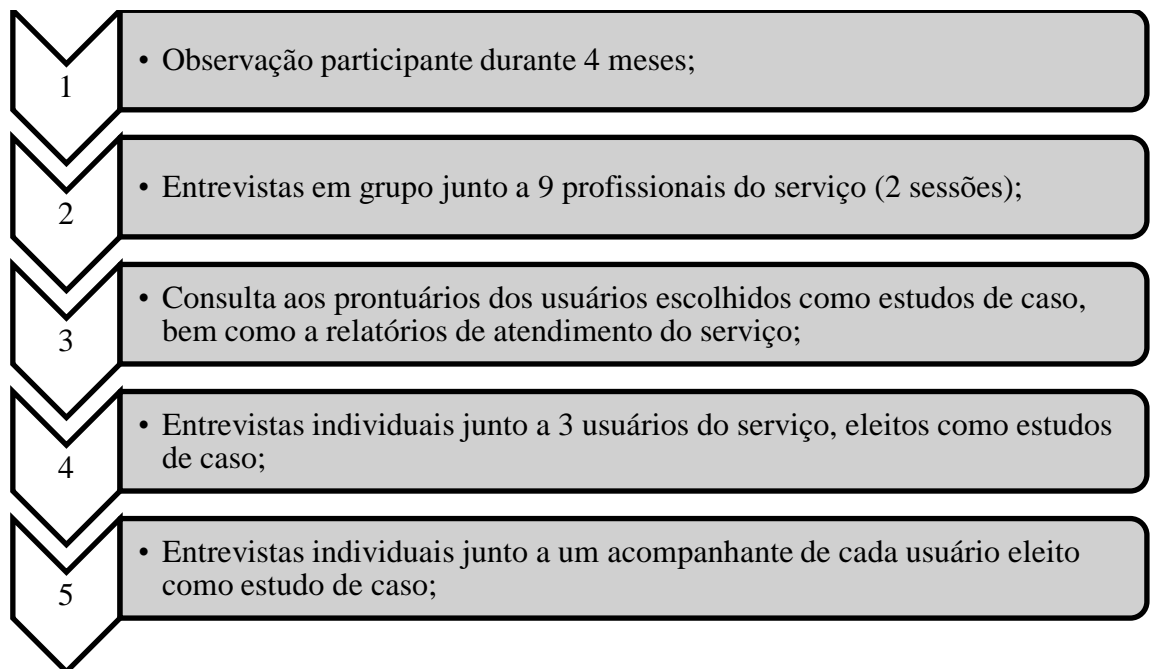 1
• Observação participante durante 4 meses;
2
• Entrevistas em grupo junto a 9 profissionais do serviço (2 sessões);
3
• Consulta aos prontuários dos usuários escolhidos como estudos de caso,
bem como a relatórios de atendimento do serviço;
4
• Entrevistas individuais junto a 3 usuários do serviço, eleitos como estudos
de caso;
5
• Entrevistas individuais junto a um acompanhante de cada usuário eleito
como estudo de caso;